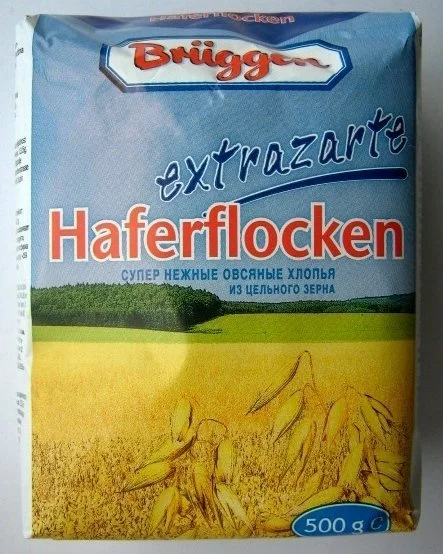 Haferflocken
Brüggen
extrazarte
Haferflocken
СУПЕР НЕЖНЫЕ ОВСЯНЫЕ ХЛОПЬЯ
ИЗ ЦЕЛЬНОГО ЗЕРНА
500 g e